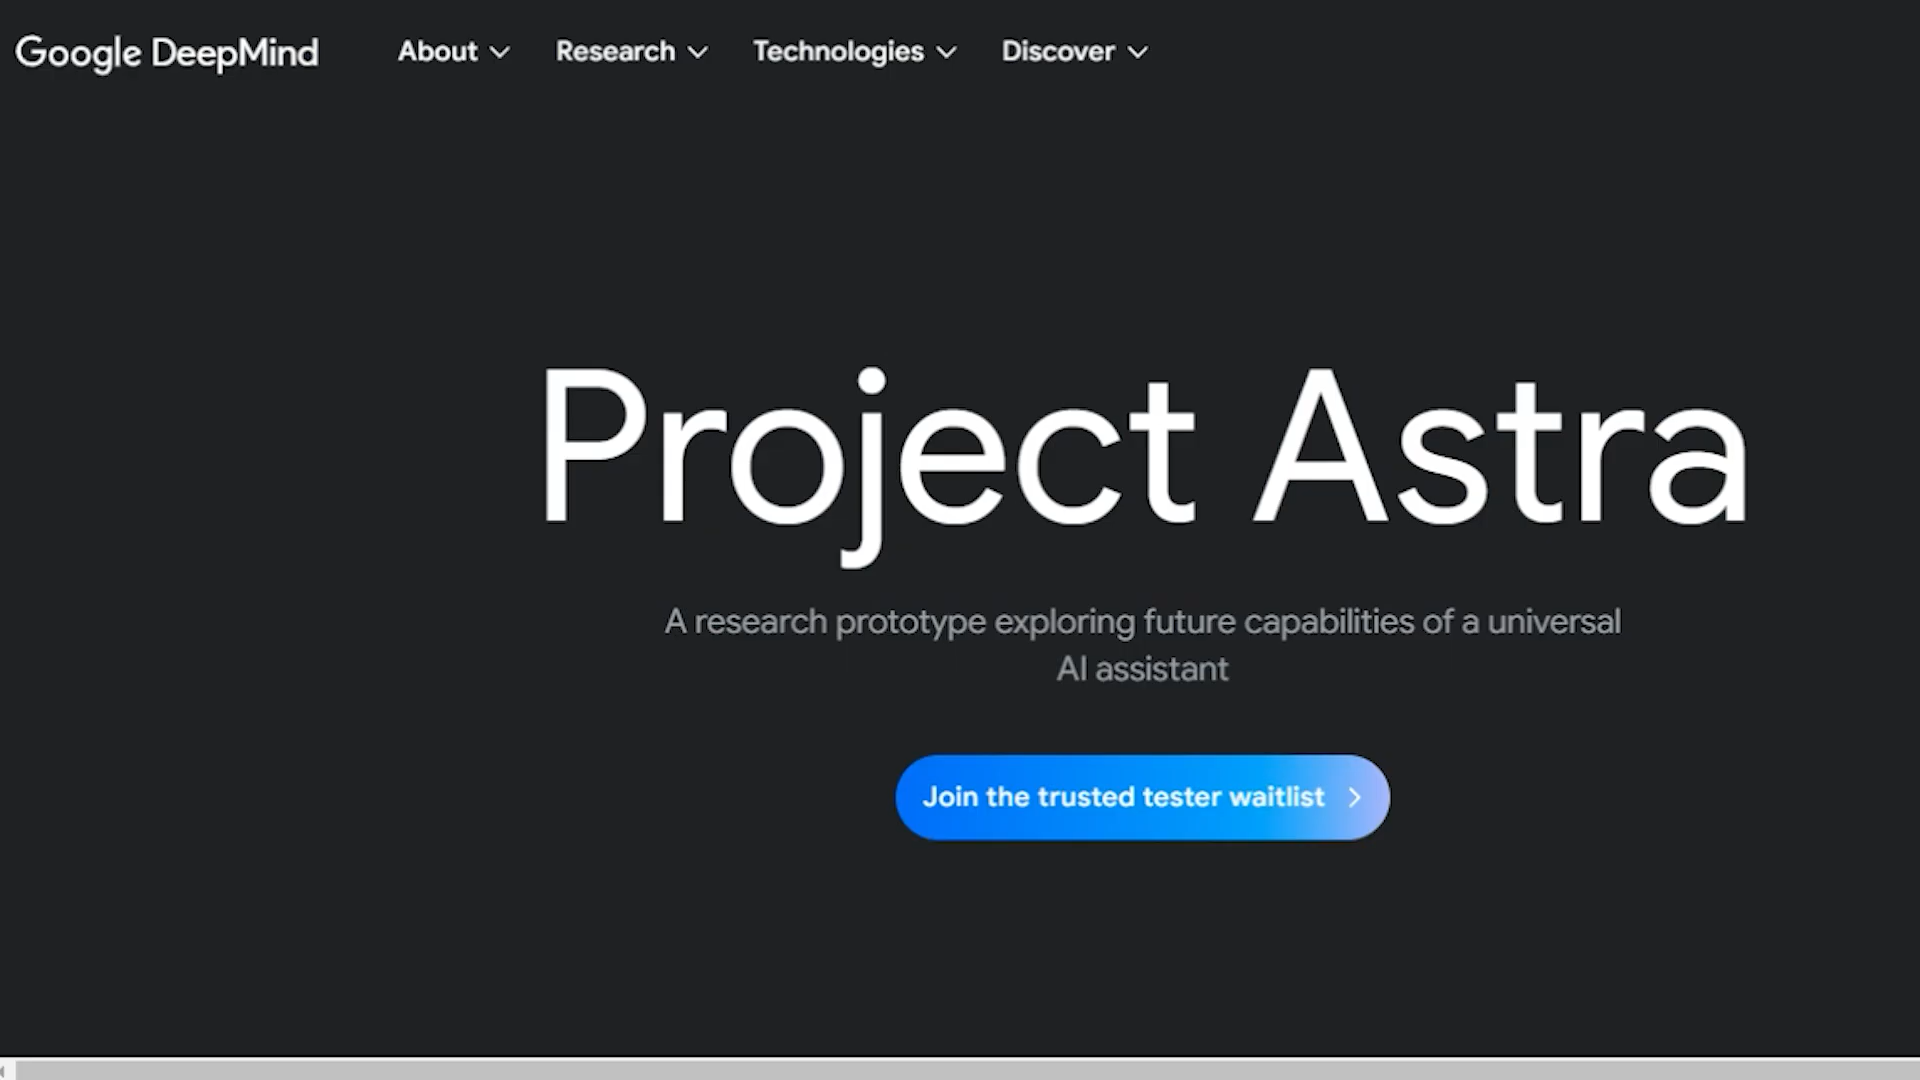 Google DeepMind About Research Technologies Discover
Project Astra
A research prototype exploring future capabilities of a universal
AI assistant
Join the trusted tester waitlist